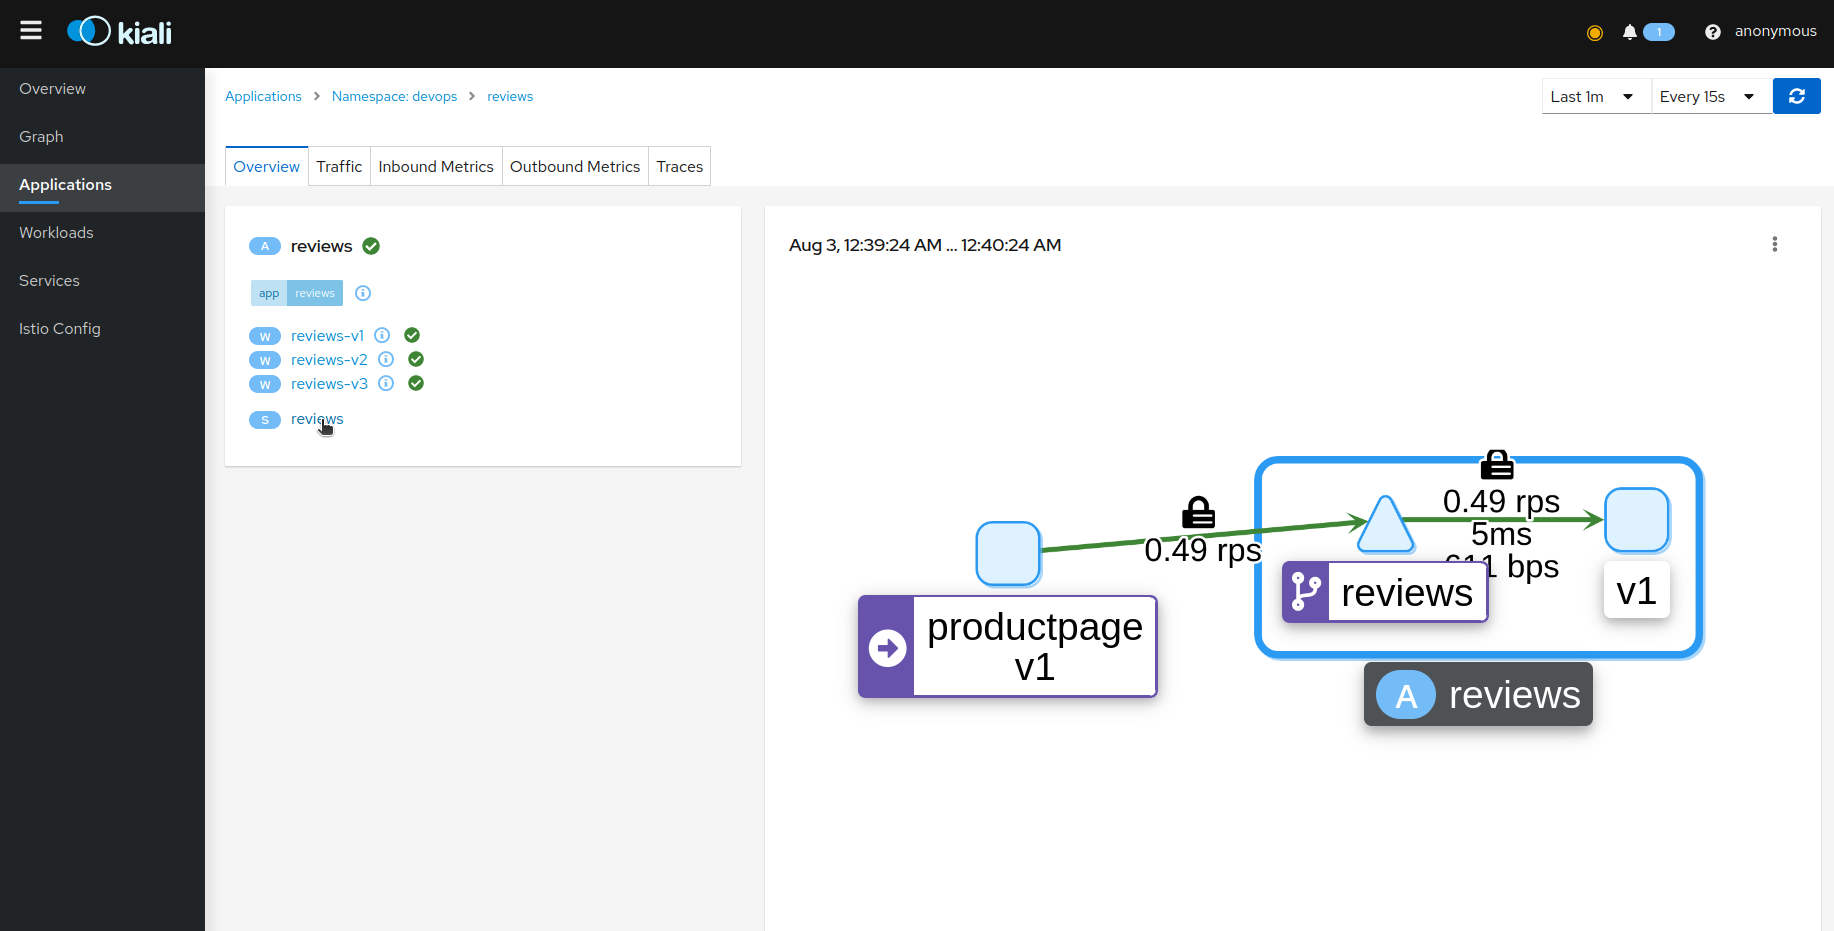 kiali
1
anonymous
Overview
Graph
Applications
Workloads
Services
Istio Config
Applications > Namespace: devops > reviews
Last 1m
Every 15s
Overview
Traffic
Inbound Metrics
Outbound Metrics
Traces
A reviews
app reviews
W reviews-v1
W reviews-v2
W reviews-v3
S reviews
Aug 3, 12:39:24 AM ... 12:40:24 AM
0.49 rps
0.49 rps
5ms
bps
productpage
v1
reviews
v1
A reviews